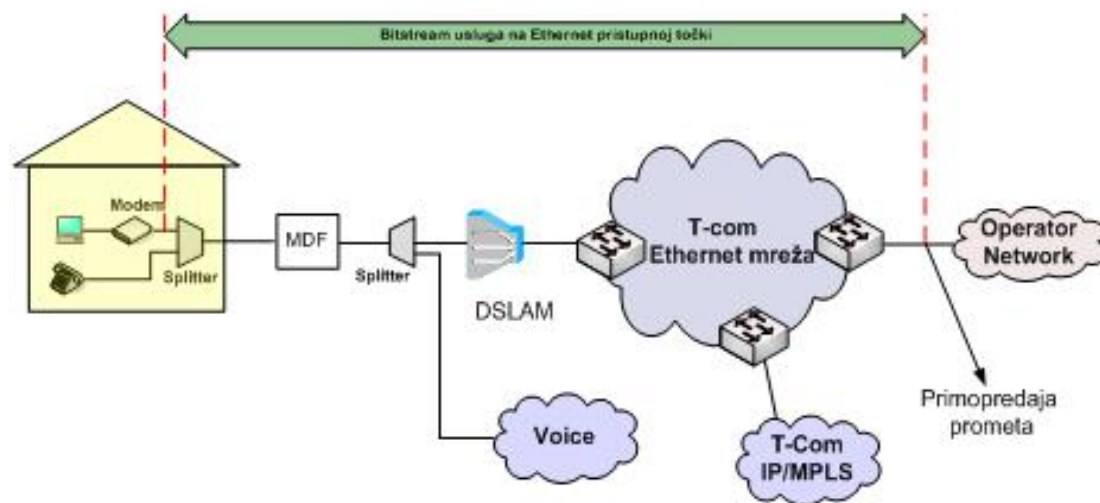 Bitstream usluga na Ethernet pristupnoj točki
Modem
Splitter
MDF
Splitter
DSLAM
T-com
Ethernet mreža
Operator
Network
Voice
T-Com
IP/MPLS
Primopredaja
prometa